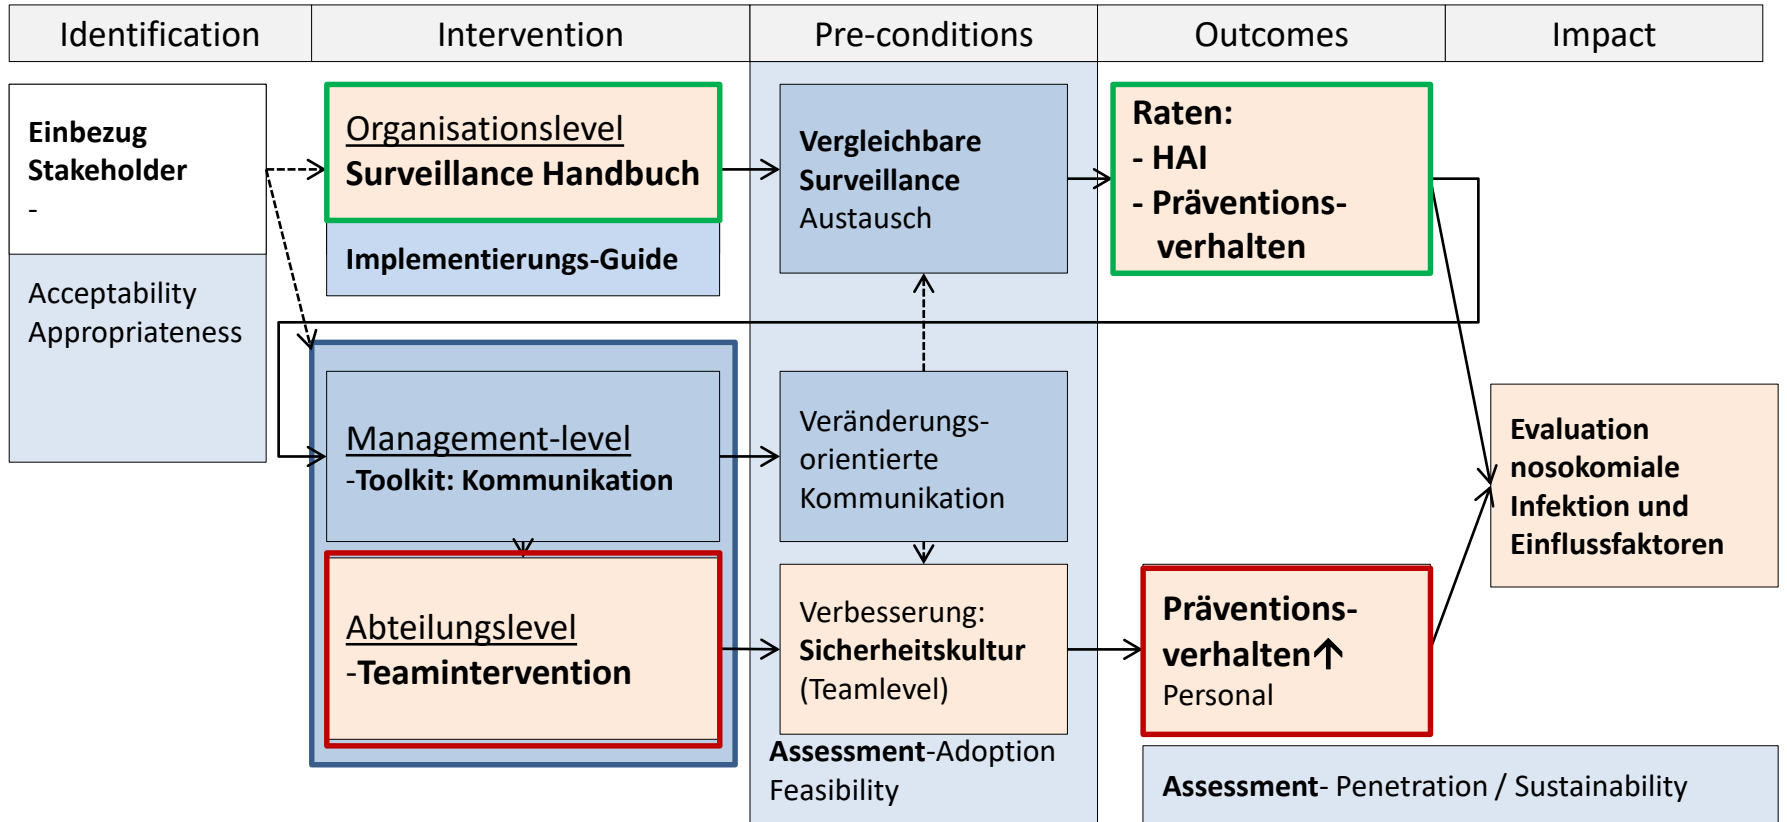 Identification
Intervention
Pre-conditions
Outcomes
Impact
Einbezug
Stakeholder
-
Acceptability
Appropriateness
Organisationslevel
Surveillance Handbuch
Implementierungs-Guide
Vergleichbare
Surveillance
Austausch
Raten:
- HAI
- Präventions-
verhalten
Management-level
-Toolkit: Kommunikation
Veränderungs-
orientierte
Kommunikation
Abteilungslevel
-Teamintervention
Verbesserung:
Sicherheitskultur
(Teamlevel)
Assessment-Adoption
Feasibility
Präventions-
verhalten↑
Personal
Evaluation
nosokomiale
Infektion und
Einflussfaktoren
Assessment- Penetration / Sustainability